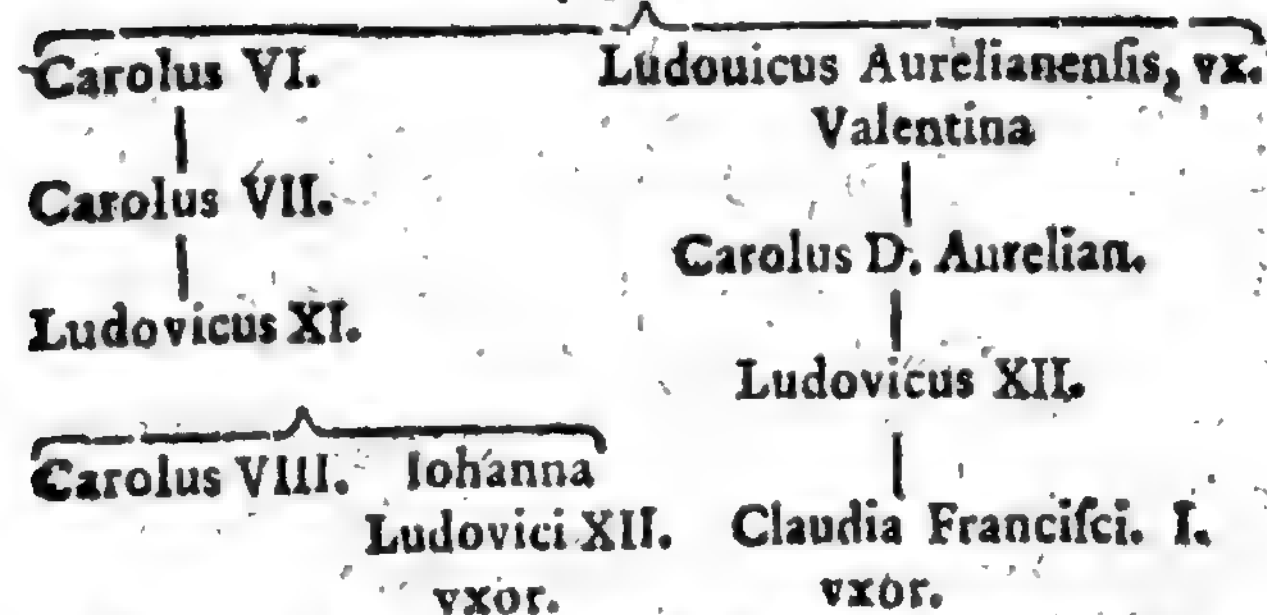 Carolus VI. Ludouicus Aurelianenſis, vx.
Valentina
Carolus VII.
Carolus D. Aurelian.
Ludovicus XI.
Ludovicus XII.
Carolus VIII. Iohanna
Ludovici XII. Claudia Franciſci. I.
vxor. vxor.